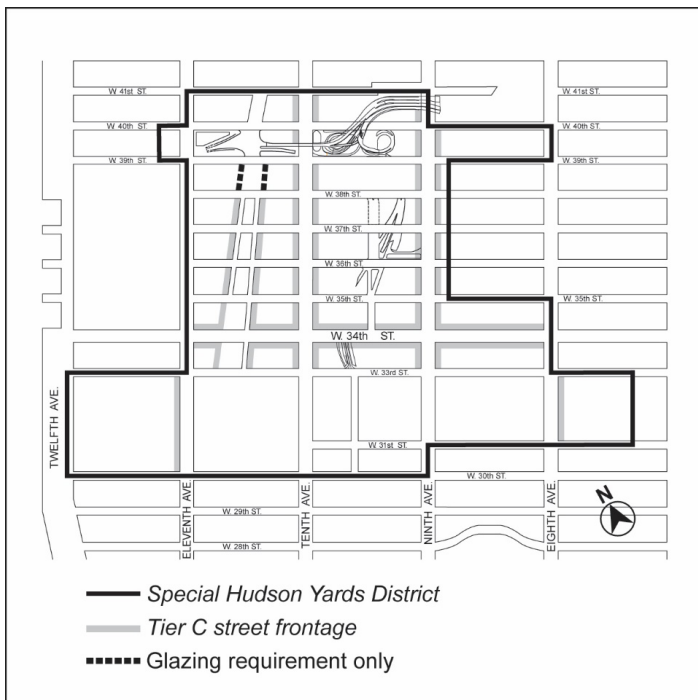 W. 41st ST.
W. 41st ST.
W. 40th ST.
W. 40th ST.
W. 39th ST.
W. 39th ST.
W. 38th ST.
W. 37th ST.
W. 36th ST.
W. 35th ST.
W. 35th ST.
W. 34th ST.
W. 33rd ST.
W. 31st ST.
W. 30th ST.
W. 29th ST.
W. 28th ST.
TWELFTH AVE.
ELEVENTH AVE.
TENTH AVE.
NINTH AVE.
EIGHTH AVE.
N
Special Hudson Yards District
Tier C street frontage
Glazing requirement only